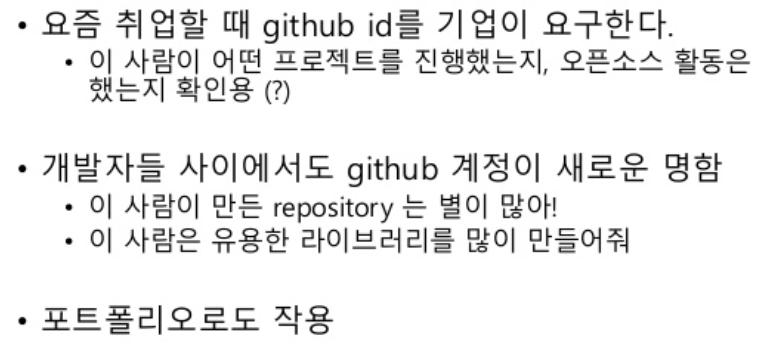 • 요즘 취업할 때 github id를 기업이 요구한다.
• 이 사람이 어떤 프로젝트를 진행했는지, 오픈소스 활동은
했는지 확인용 (?)
• 개발자들 사이에서도 github 계정이 새로운 명함
• 이 사람이 만든 repository 는 별이 많아!
• 이 사람은 유용한 라이브러리를 많이 만들어줘
• 포트폴리오로도 작용